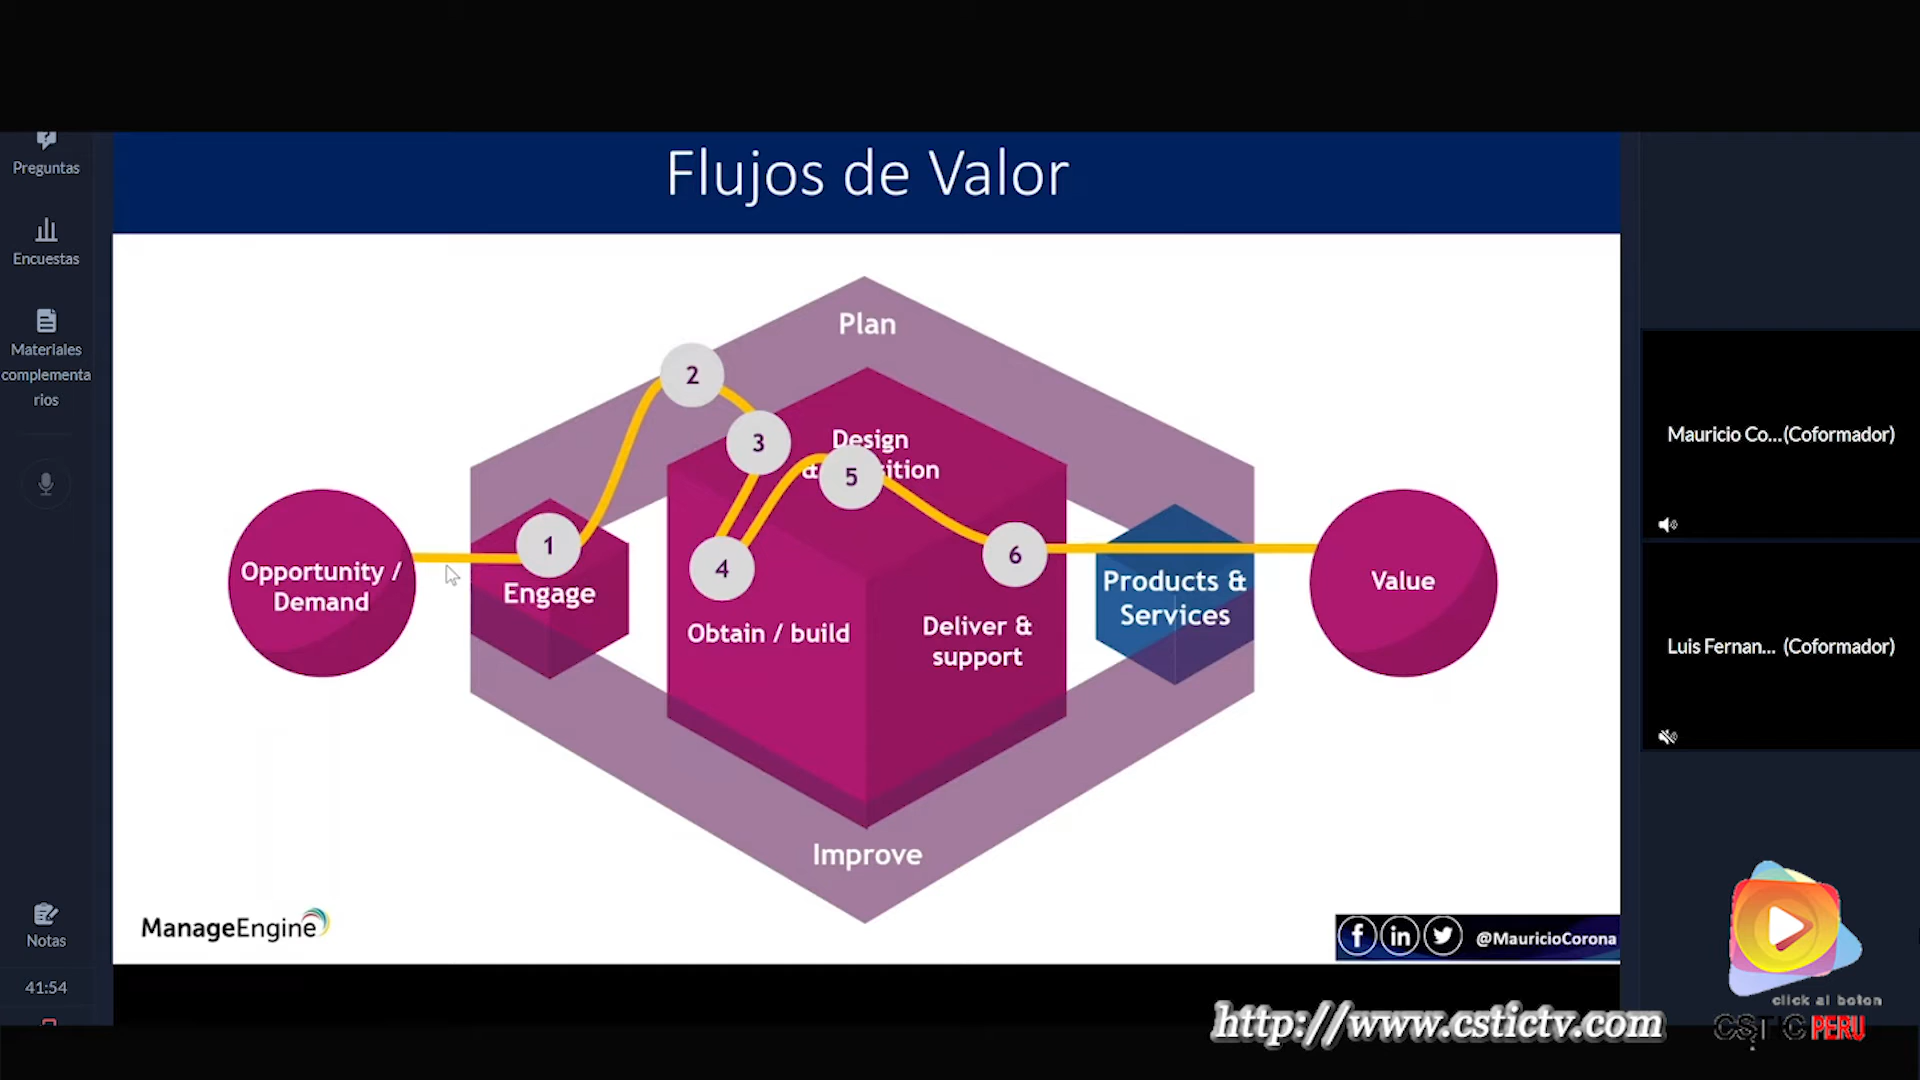 Preguntas
Encuestas
Materiales
complementa
rios
Notas
41:54
Flujos de Valor
Plan
2
3
Design
5
1
4
6
Opportunity /
Demand
Engage
Obtain / build
Deliver &
support
Products &
Services
Value
Improve
ManageEngine
f in @MauricioCorona
Mauricio Co...(Coformador)
Luis Fernan... (Coformador)
click al boton
CSTIC PERU
http://www.cstictv.com